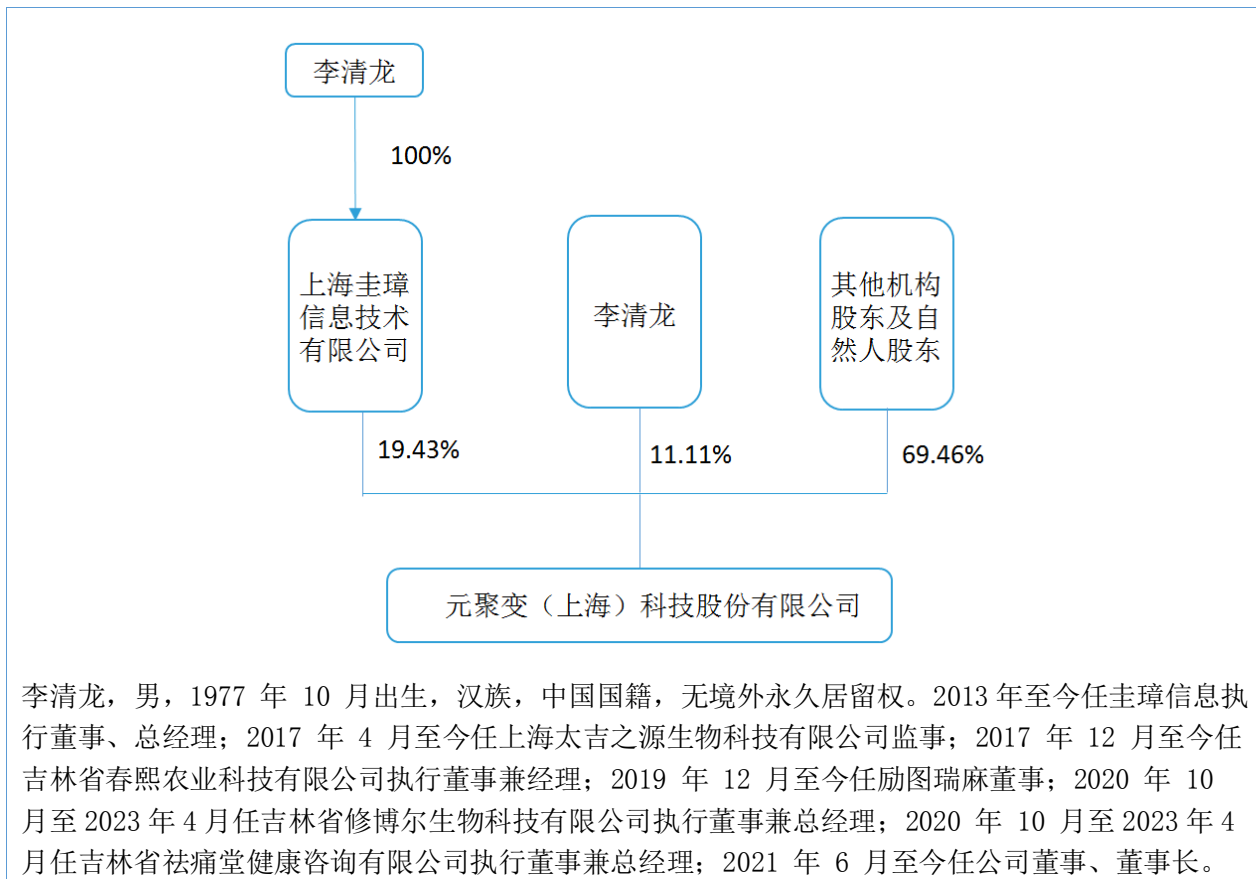 李清龙
100%
上海圭璋
信息技术
有限公司
李清龙
其他机构
股东及自
然人股东
19.43%
11.11%
69.46%
元聚变（上海）科技股份有限公司
李清龙，男，1977 年 10 月出生，汉族，中国国籍，无境外永久居留权。2013年至今任圭璋信息执
行董事、总经理；2017 年 4 月至今任上海太吉之源生物科技有限公司监事；2017 年 12 月至今任
吉林省春熙农业科技有限公司执行董事兼经理；2019 年 12 月至今任励图瑞麻董事；2020 年 10
月至2023年4月任吉林省修博尔生物科技有限公司执行董事兼总经理；2020 年 10 月至2023年4
月任吉林省祛痛堂健康咨询有限公司执行董事兼总经理；2021 年 6 月至今任公司董事、董事长。